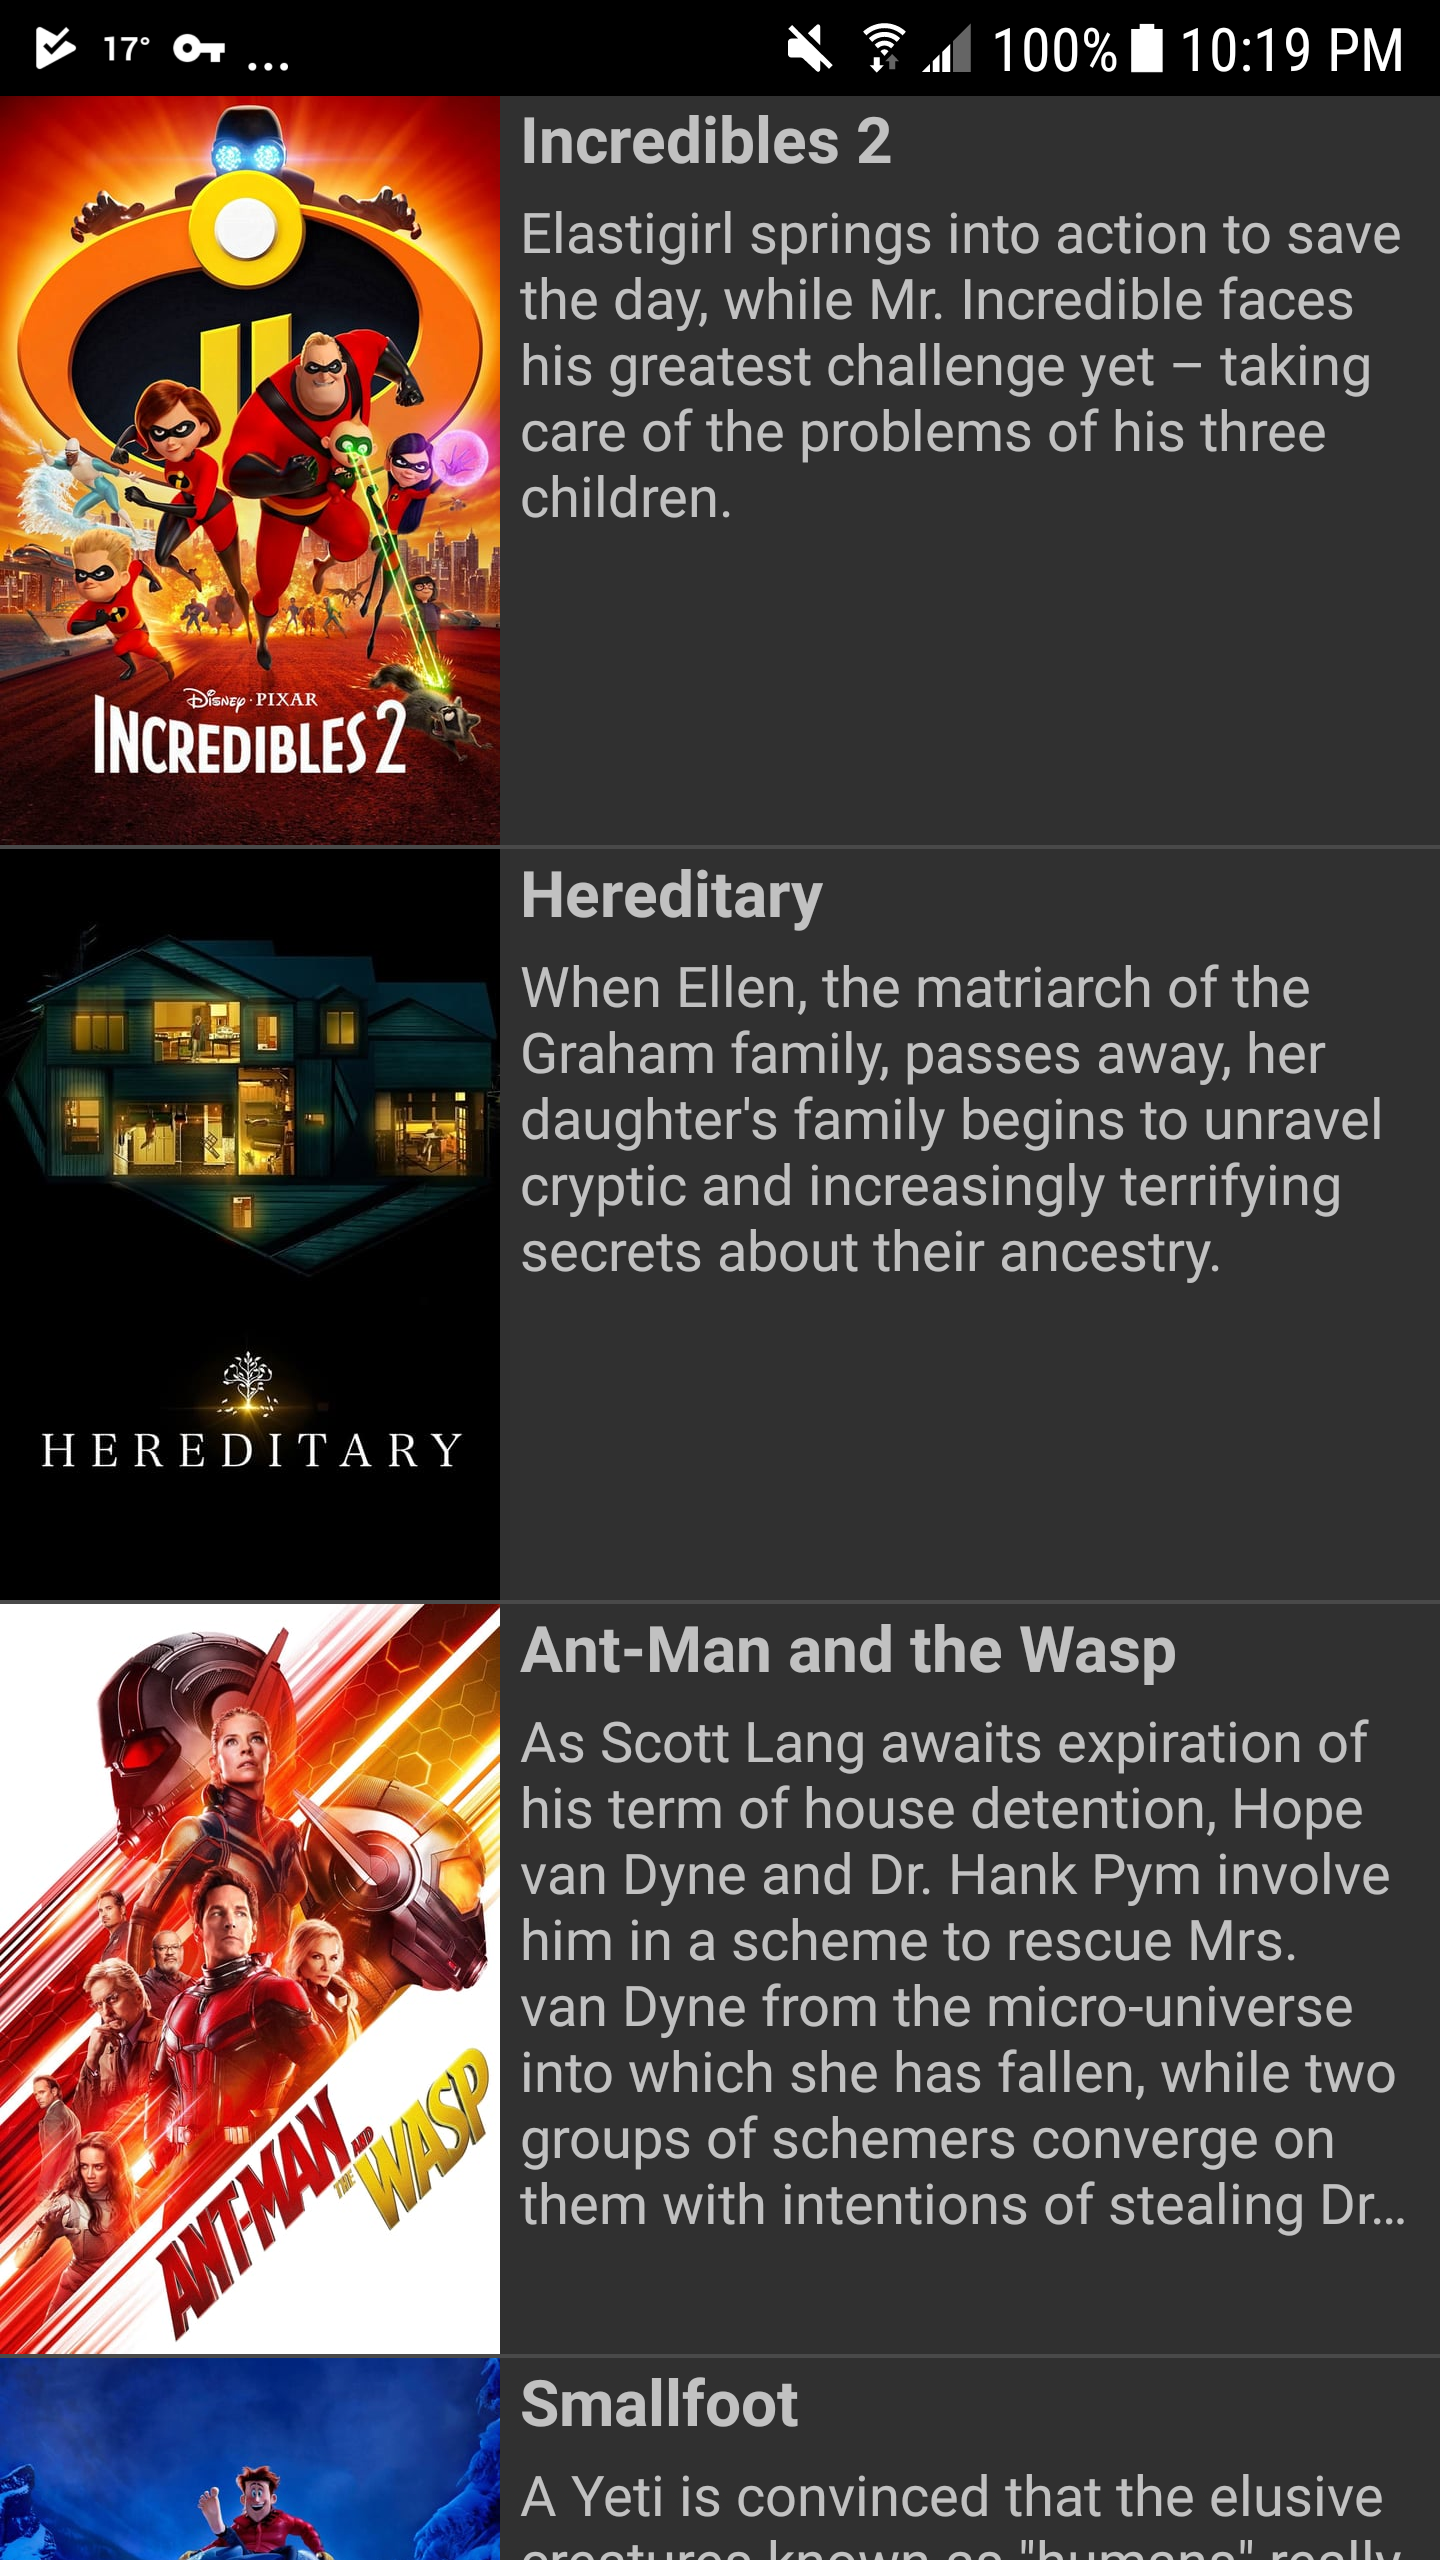 17° ... 100% 10:19 PM
Incredibles 2
Elastigirl springs into action to save
the day, while Mr. Incredible faces
his greatest challenge yet – taking
care of the problems of his three
children.
Disney · PIXAR
INCREDIBLES 2
Hereditary
When Ellen, the matriarch of the
Graham family, passes away, her
daughter's family begins to unravel
cryptic and increasingly terrifying
secrets about their ancestry.
HEREDITARY
Ant-Man and the Wasp
As Scott Lang awaits expiration of
his term of house detention, Hope
van Dyne and Dr. Hank Pym involve
him in a scheme to rescue Mrs.
van Dyne from the micro-universe
into which she has fallen, while two
groups of schemers converge on
them with intentions of stealing Dr...
ANT-MAN AND THE WASP
Smallfoot
A Yeti is convinced that the elusive
creatures known as "humans" really